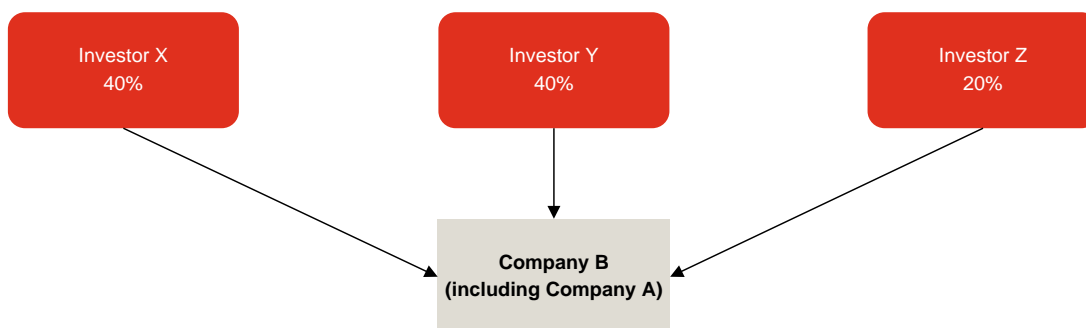 Investor X
40%
Investor Y
40%
Investor Z
20%
Company B
(including Company A)